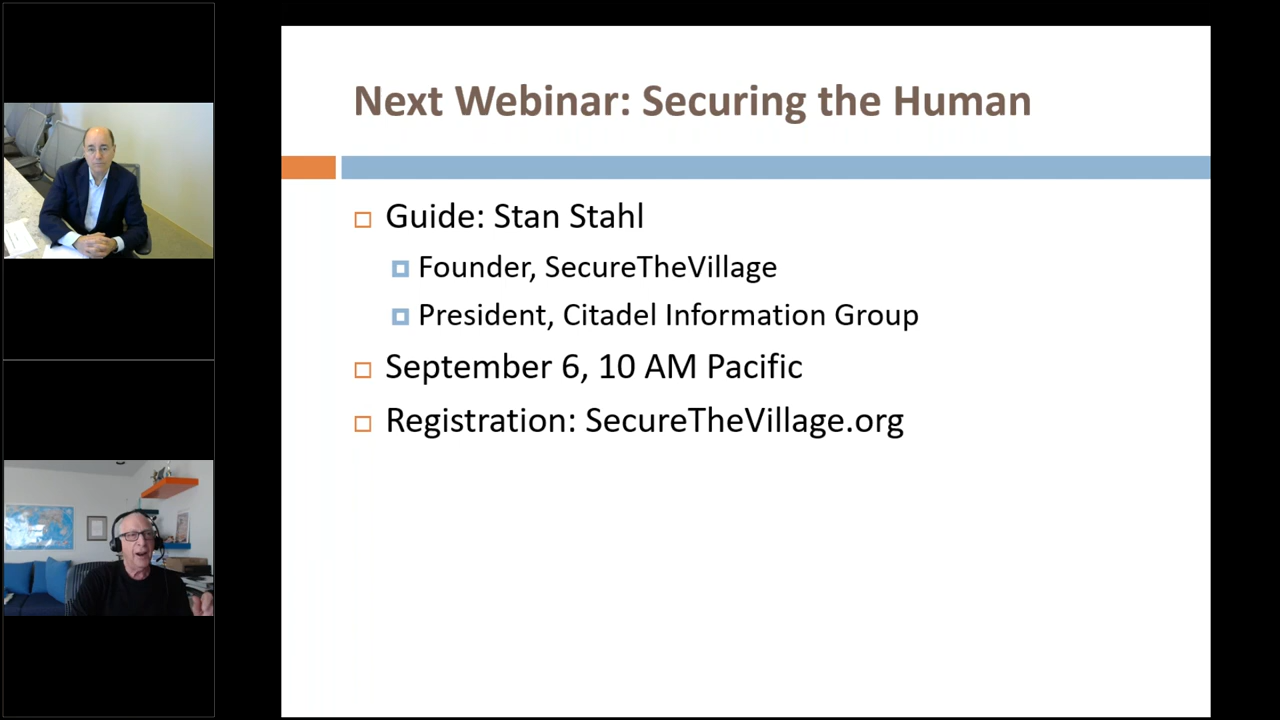 Next Webinar: Securing the Human
Guide: Stan Stahl
Founder, SecureTheVillage
President, Citadel Information Group
September 6, 10 AM Pacific
Registration: SecureTheVillage.org